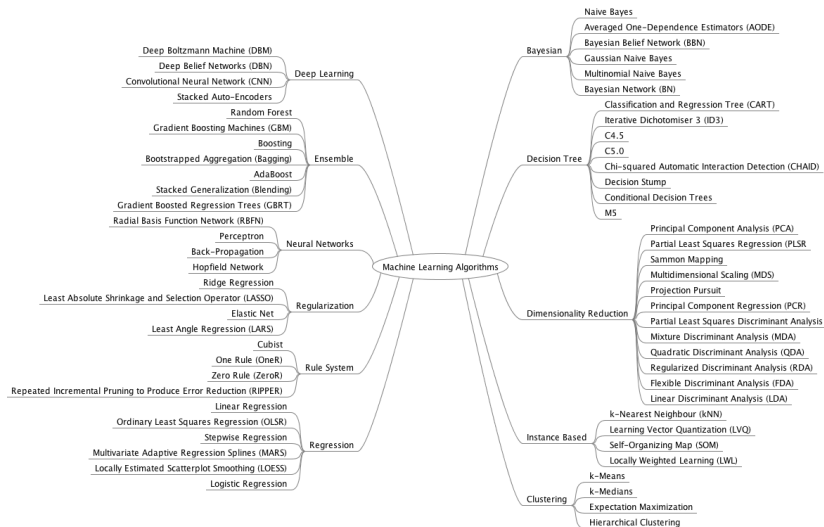 Deep Boltzmann Machine (DBM)
Deep Belief Networks (DBN)
Convolutional Neural Network (CNN)
Stacked Auto-Encoders
Deep Learning
Random Forest
Gradient Boosting Machines (GBM)
Boosting
Bootstrapped Aggregation (Bagging)
AdaBoost
Stacked Generalization (Blending)
Gradient Boosted Regression Trees (GBRT)
Ensemble
Radial Basis Function Network (RBFN)
Perceptron
Back-Propagation
Hopfield Network
Neural Networks
Ridge Regression
Least Absolute Shrinkage and Selection Operator (LASSO)
Elastic Net
Least Angle Regression (LARS)
Regularization
Cubist
One Rule (OneR)
Zero Rule (ZeroR)
Repeated Incremental Pruning to Produce Error Reduction (RIPPER)
Rule System
Linear Regression
Ordinary Least Squares Regression (OLSR)
Stepwise Regression
Multivariate Adaptive Regression Splines (MARS)
Locally Estimated Scatterplot Smoothing (LOESS)
Logistic Regression
Regression
Machine Learning Algorithms
Bayesian
Naive Bayes
Averaged One-Dependence Estimators (AODE)
Bayesian Belief Network (BBN)
Gaussian Naive Bayes
Multinomial Naive Bayes
Bayesian Network (BN)
Decision Tree
Classification and Regression Tree (CART)
Iterative Dichotomiser 3 (ID3)
C4.5
C5.0
Chi-squared Automatic Interaction Detection (CHAID)
Decision Stump
Conditional Decision Trees
M5
Dimensionality Reduction
Principal Component Analysis (PCA)
Partial Least Squares Regression (PLSR
Sammon Mapping
Multidimensional Scaling (MDS)
Projection Pursuit
Principal Component Regression (PCR)
Partial Least Squares Discriminant Analysis
Mixture Discriminant Analysis (MDA)
Quadratic Discriminant Analysis (QDA)
Regularized Discriminant Analysis (RDA)
Flexible Discriminant Analysis (FDA)
Linear Discriminant Analysis (LDA)
Instance Based
k-Nearest Neighbour (kNN)
Learning Vector Quantization (LVQ)
Self-Organizing Map (SOM)
Locally Weighted Learning (LWL)
Clustering
k-Means
k-Medians
Expectation Maximization
Hierarchical Clustering